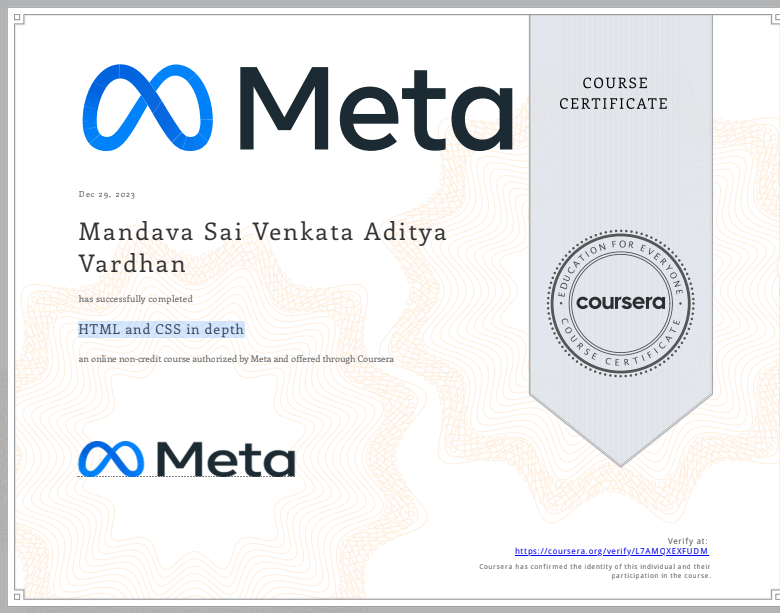 Meta
COURSE
CERTIFICATE
Dec 29, 2023
Mandava Sai Venkata Aditya
Vardhan
has successfully completed
HTML and CSS in depth
an online non-credit course authorized by Meta and offered through Coursera
EDUCATION FOR EVERYONE
coursera
COURSE CERTIFICATE
Meta
Verify at:
https://coursera.org/verify/L7AMQXEXFUDM
Coursera has confirmed the identity of this individual and their
participation in the course.